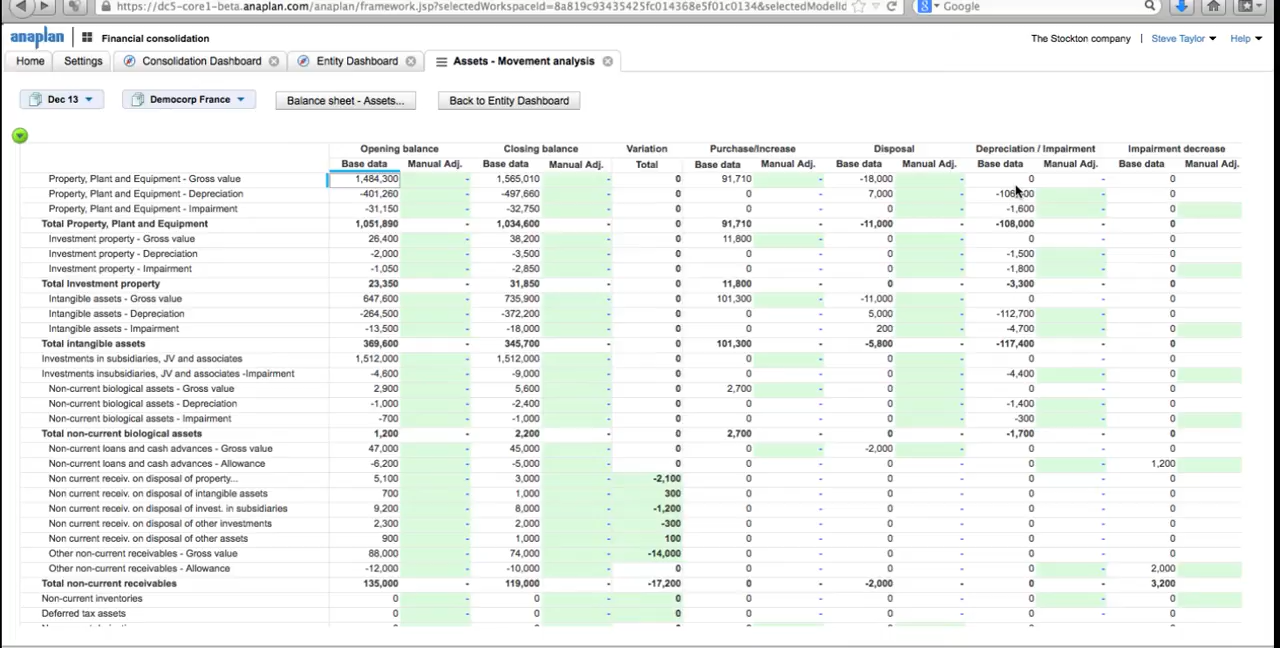 https://dc5-core1-beta.anaplan.com/anaplan/framework.jsp?selectedWorkspaceId=8a819c93435425fc014368e5f01c0134&selectedModelId Google
anaplan Financial consolidation The Stockton company | Steve Taylor Help
Home Settings Consolidation Dashboard Entity Dashboard Assets - Movement analysis
Dec 13 Democorp France Balance sheet - Assets... Back to Entity Dashboard
Opening balance Closing balance Variation Purchase/Increase Disposal Depreciation / Impairment Impairment decrease
Base data Manual Adj. Base data Manual Adj. Total Base data Manual Adj. Base data Manual Adj. Base data Manual Adj. Base data Manual Adj.
Property, Plant and Equipment - Gross value 1,484,300 - 1,565,010 - 0 91,710 - -18,000 - 0 - 0
Property, Plant and Equipment - Depreciation -401,260 - -497,660 - 0 0 - 7,000 - - 0
Property, Plant and Equipment - Impairment -31,150 - -32,750 - 0 0 - 0 - -1,600 - 0 -
Total Property, Plant and Equipment 1,051,890 - 1,034,600 - 0 91,710 - -11,000 - -108,000 - 0 -
Investment property - Gross value 26,400 - 38,200 - 0 11,800 - 0 - 0 - 0 -
Investment property - Depreciation -2,000 - -3,500 - 0 0 - 0 - -1,500 - 0 -
Investment property - Impairment -1,050 - -2,850 - 0 0 - 0 - -1,800 - 0 -
Total Investment property 23,350 - 31,850 - 0 11,800 - 0 - -3,300 - 0 -
Intangible assets - Gross value 647,600 - 735,900 - 0 101,300 - -11,000 - 0 - 0 -
Intangible assets - Depreciation -264,500 - -372,200 - 0 0 - 5,000 - -112,700 - 0 -
Intangible assets - Impairment -13,500 - -18,000 - 0 0 - 200 - -4,700 - 0 -
Total intangible assets 369,600 - 345,700 - 0 101,300 - -5,800 - -117,400 - 0 -
Investments in subsidiaries, JV and associates 1,512,000 - 1,512,000 - 0 0 - 0 - 0 - 0 -
Investments insubsidiaries, JV and associates -Impairment -4,600 - -9,000 - 0 0 - 0 - -4,400 - 0 -
Non-current biological assets - Gross value 2,900 - 5,600 - 0 2,700 - 0 - 0 - 0 -
Non-current biological assets - Depreciation -1,000 - -2,400 - 0 0 - 0 - -1,400 - 0 -
Non-current biological assets - Impairment -700 - -1,000 - 0 0 - 0 - -300 - 0 -
Total non-current biological assets 1,200 - 2,200 - 0 2,700 - 0 - -1,700 - 0 -
Non-current loans and cash advances - Gross value 47,000 - 45,000 - 0 0 - -2,000 - 0 - 0 -
Non-current loans and cash advances - Allowance -6,200 - -5,000 - 0 0 - 0 - 0 - 1,200 -
Non current receiv. on disposal of property... 5,100 - 3,000 - -2,100 0 - 0 - 0 - 0 -
Non current receiv. on disposal of intangible assets 700 - 1,000 - 300 0 - 0 - 0 - 0 -
Non current receiv. on disposal of invest. in subsidiaries 9,200 - 8,000 - -1,200 0 - 0 - 0 - 0 -
Non current receiv. on disposal of other investments 2,300 - 2,000 - -300 0 - 0 - 0 - 0 -
Non current receiv. on disposal of other assets 900 - 1,000 - 100 0 - 0 - 0 - 0 -
Other non-current receivables - Gross value 88,000 - 74,000 - -14,000 0 - 0 - 0 - 0 -
Other non-current receivables - Allowance -12,000 - -10,000 - 0 0 - 0 - 0 - 2,000 -
Total non-current receivables 135,000 - 119,000 - -17,200 0 - -2,000 - 0 - 3,200 -
Non-current inventories 0 - 0 - 0 0 - 0 - 0 - 0 -
Deferred tax assets 0 - 0 - 0 0 - 0 - 0 - 0 -